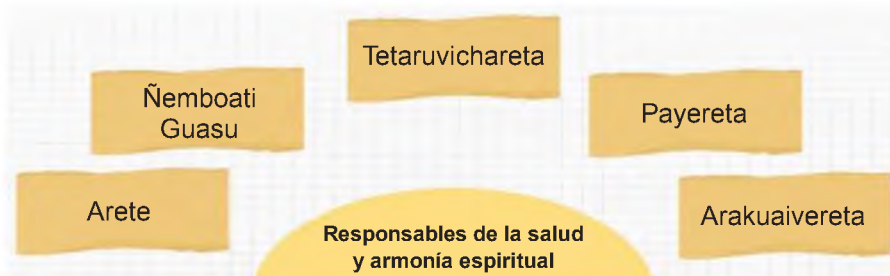 Tetaruvichareta
Ñemboati
Guasu
Payereta
Arete
Arakuaivereta
Responsables de la salud
y armonía espiritual